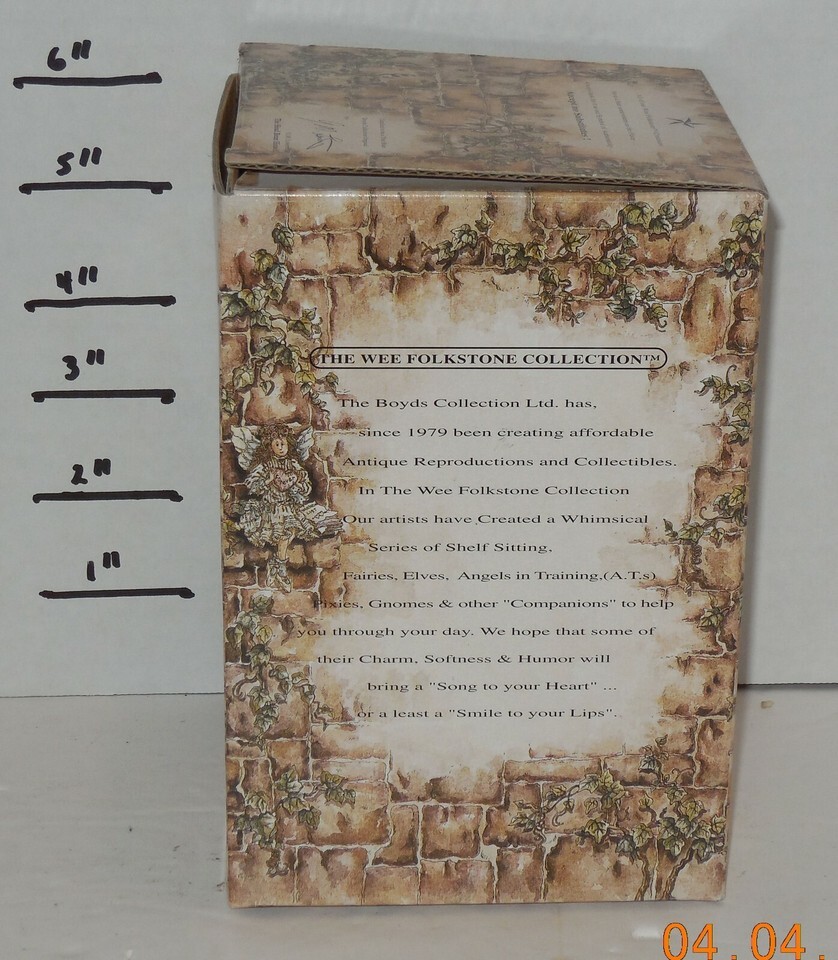 6"
5"
4"
3"
2"
1"
THE WEE FOLKSTONE COLLECTION™
The Boyds Collection Ltd. has,
since 1979 been creating affordable
Antique Reproductions and Collectibles.
In The Wee Folkstone Collection
Our artists have Created a Whimsical
Series of Shelf Sitting,
Fairies, Elves, Angels in Training,(A.T.s)
Pixies, Gnomes & other "Companions" to help
you through your day. We hope that some of
their Charm, Softness & Humor will
bring a "Song to your Heart" ...
or a least a "Smile to your Lips".
04.04.